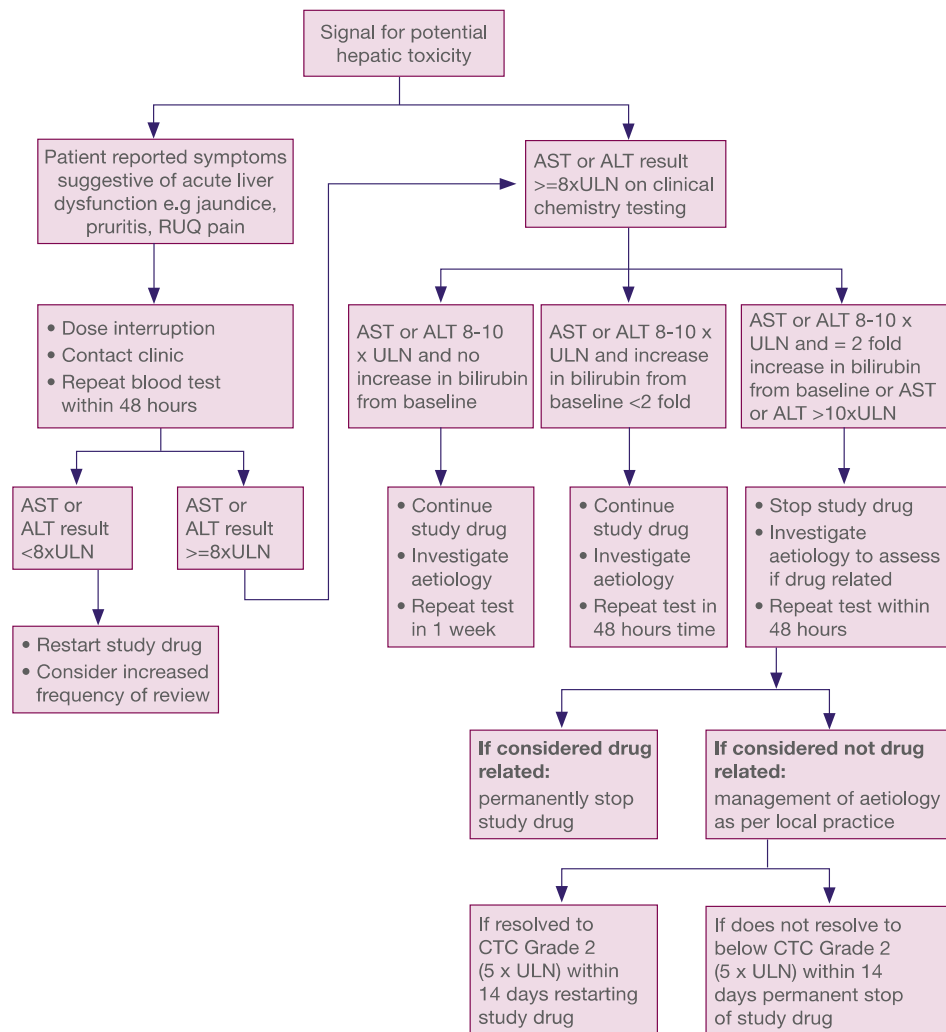 Signal for potential
hepatic toxicity
Patient reported symptoms
suggestive of acute liver
dysfunction e.g jaundice,
pruritis, RUQ pain
AST or ALT result
>=8xULN on clinical
chemistry testing
• Dose interruption
• Contact clinic
• Repeat blood test
within 48 hours
AST or ALT 8-10
x ULN and no
increase in bilirubin
from baseline
AST or ALT 8-10 x
ULN and increase
in bilirubin from
baseline <2 fold
AST or ALT 8-10 x
ULN and = 2 fold
increase in bilirubin
from baseline or AST
or ALT >10xULN
AST or
ALT result
<8xULN
AST or
ALT result
>=8xULN
• Continue
study drug
• Investigate
aetiology
• Repeat test
in 1 week
• Continue
study drug
• Investigate
aetiology
• Repeat test in
48 hours time
• Stop study drug
• Investigate
aetiology to assess
if drug related
• Repeat test within
48 hours
• Restart study drug
• Consider increased
frequency of review
If considered drug
related:
permanently stop
study drug
If considered not drug
related:
management of aetiology
as per local practice
If resolved to
CTC Grade 2
(5 x ULN) within
14 days restarting
study drug
If does not resolve to
below CTC Grade 2
(5 x ULN) within 14
days permanent stop
of study drug